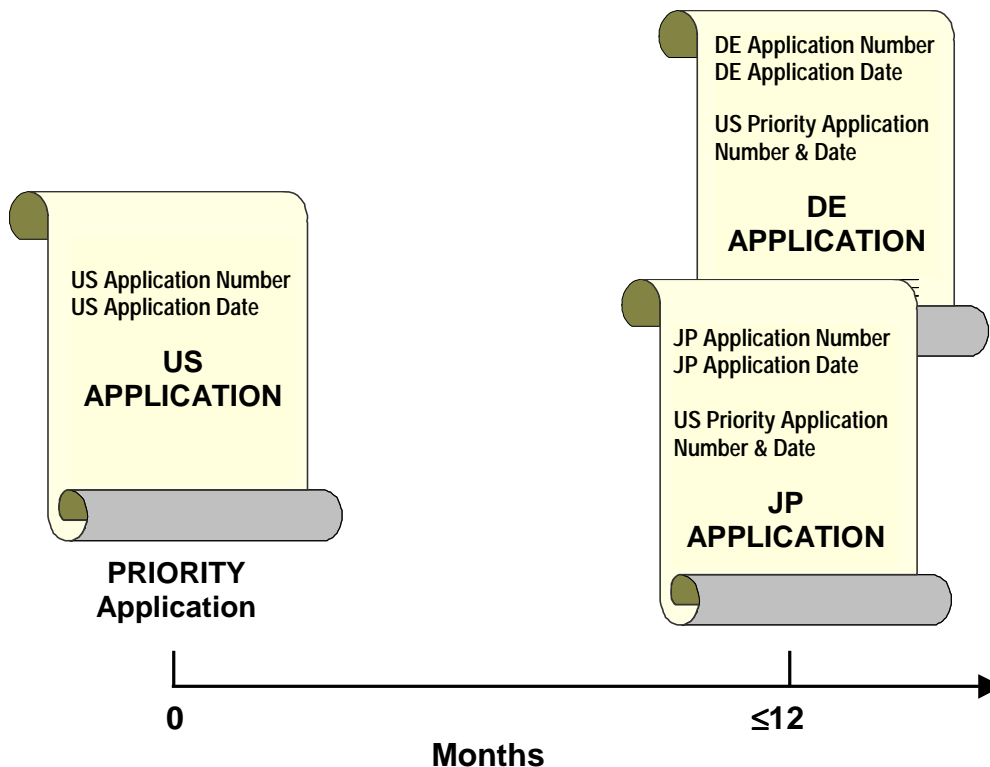 US Application Number
US Application Date
US
APPLICATION
PRIORITY
Application
DE Application Number
DE Application Date
US Priority Application
Number & Date
DE
APPLICATION
JP Application Number
JP Application Date
US Priority Application
Number & Date
JP
APPLICATION
0
≤12
Months